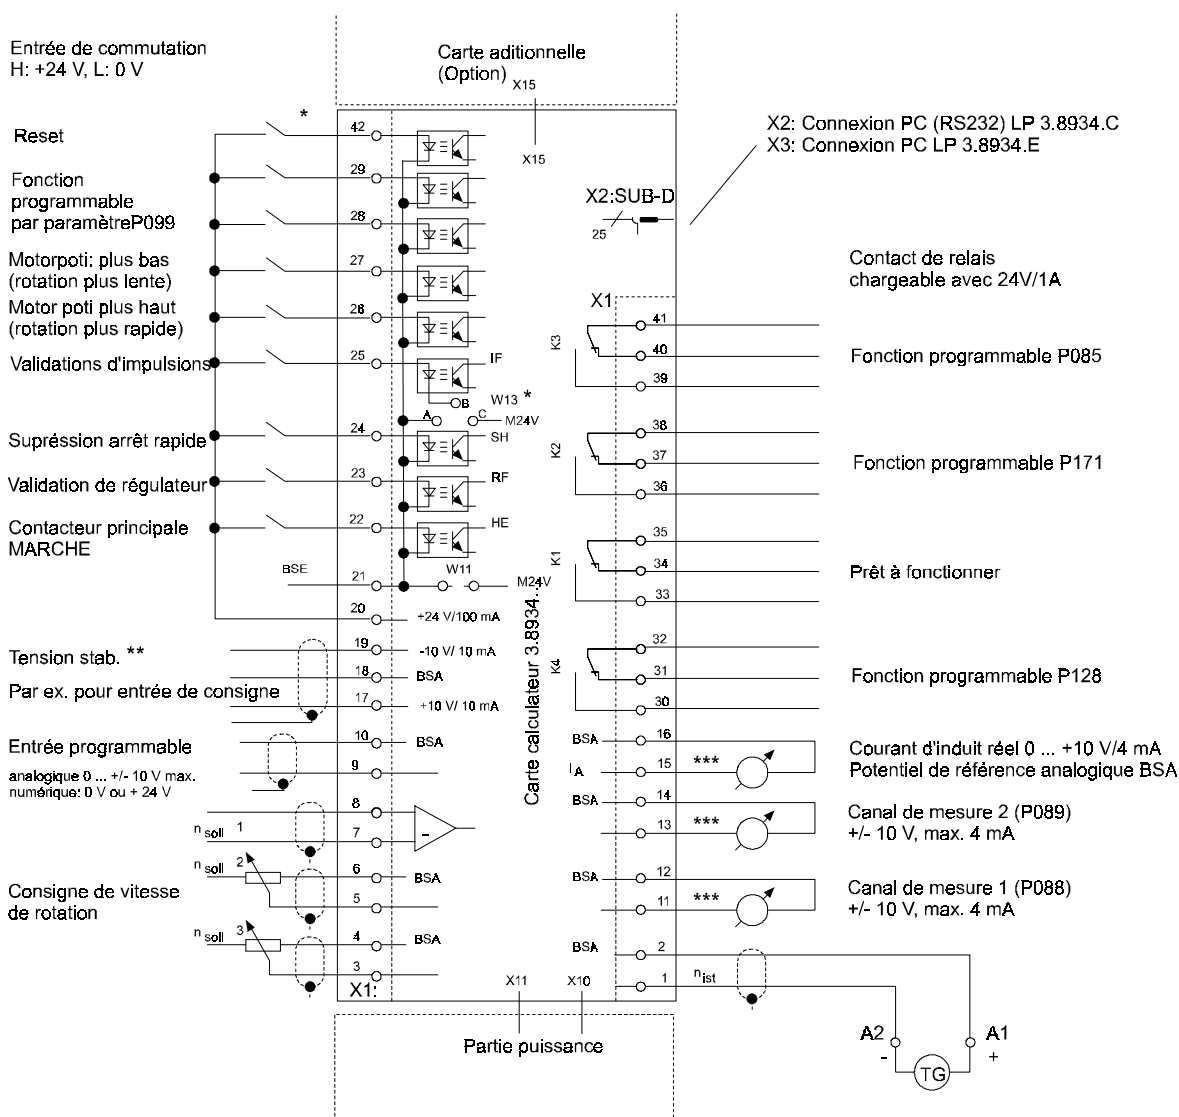 Entrée de commutation
H: +24 V, L: 0 V
Carte aditionnelle
(Option)
X15
X15
X2: Connexion PC (RS232) LP 3.8934.C
X3: Connexion PC LP 3.8934.E
X2:SUB-D
25
Contact de relais
chargeable avec 24V/1A
*
Reset
42
Fonction
programmable
par paramètreP099
29
28
Motorpoti: plus bas
(rotation plus lente)
27
Motor poti plus haut
(rotation plus rapide)
26
Validations d'impulsions
25
IF
B
W13 *
A
C
M24V
Supréssion arrêt rapide
24
SH
Validation de régulateur
23
RF
Contacteur principale
MARCHE
22
HE
BSE
21
W11
M24V
20
+24 V/100 mA
Tension stab. **
19
-10 V/ 10 mA
18
BSA
Par ex. pour entrée de consigne
17
+10 V/ 10 mA
Entrée programmable
10
BSA
analogique 0 ... +/- 10 V max.
numérique: 0 V ou + 24 V
9
8
n soll 1
7
-
n soll 2
6
BSA
Consigne de vitesse
de rotation
5
n soll 3
4
BSA
3
X1:
Carte calculateur 3.8934...
X1
41
K3
40
Fonction programmable P085
39
38
K2
37
Fonction programmable P171
36
35
K1
34
Prêt à fonctionner
33
32
K4
31
Fonction programmable P128
30
BSA
16
Courant d'induit réel 0 ... +10 V/4 mA
IA
15
***
Potentiel de référence analogique BSA
BSA
14
Canal de mesure 2 (P089)
+/- 10 V, max. 4 mA
13
***
BSA
12
Canal de mesure 1 (P088)
+/- 10 V, max. 4 mA
11
***
BSA
2
1
n ist
X11
X10
Partie puissance
A2
-
A1
+
TG